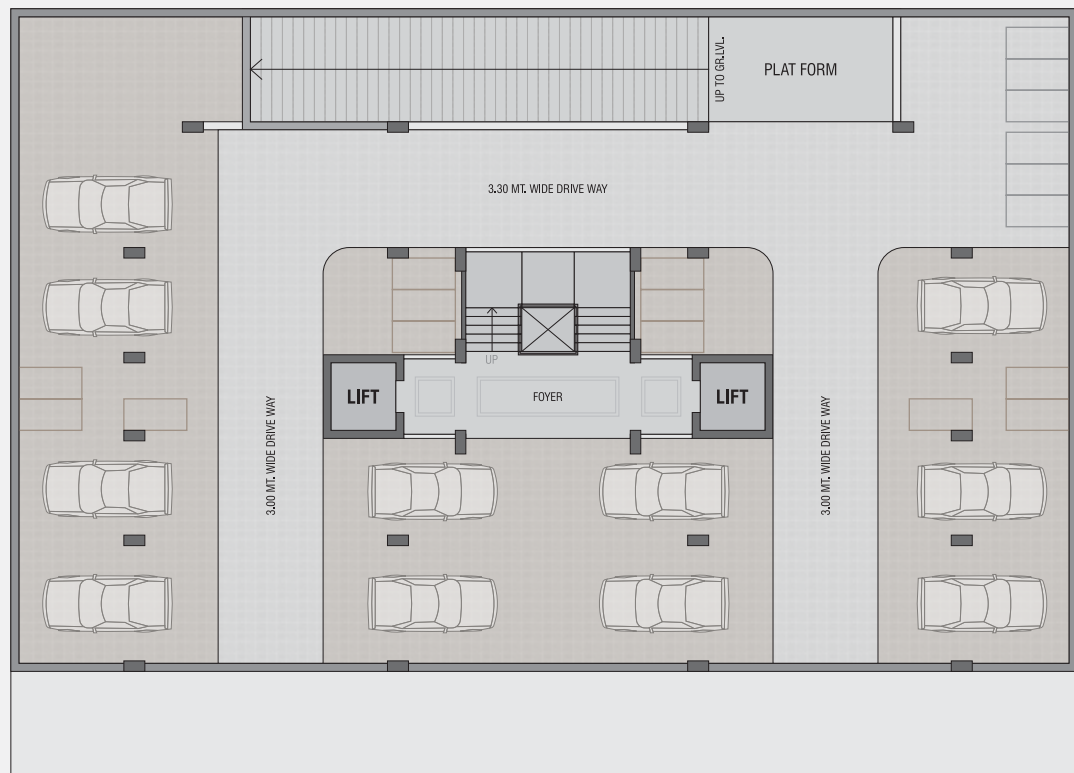 UP TO GR.LVL.
PLAT FORM
3.30 MT. WIDE DRIVE WAY
UP
LIFT
FOYER
LIFT
3.00 MT. WIDE DRIVE WAY
3.00 MT. WIDE DRIVE WAY